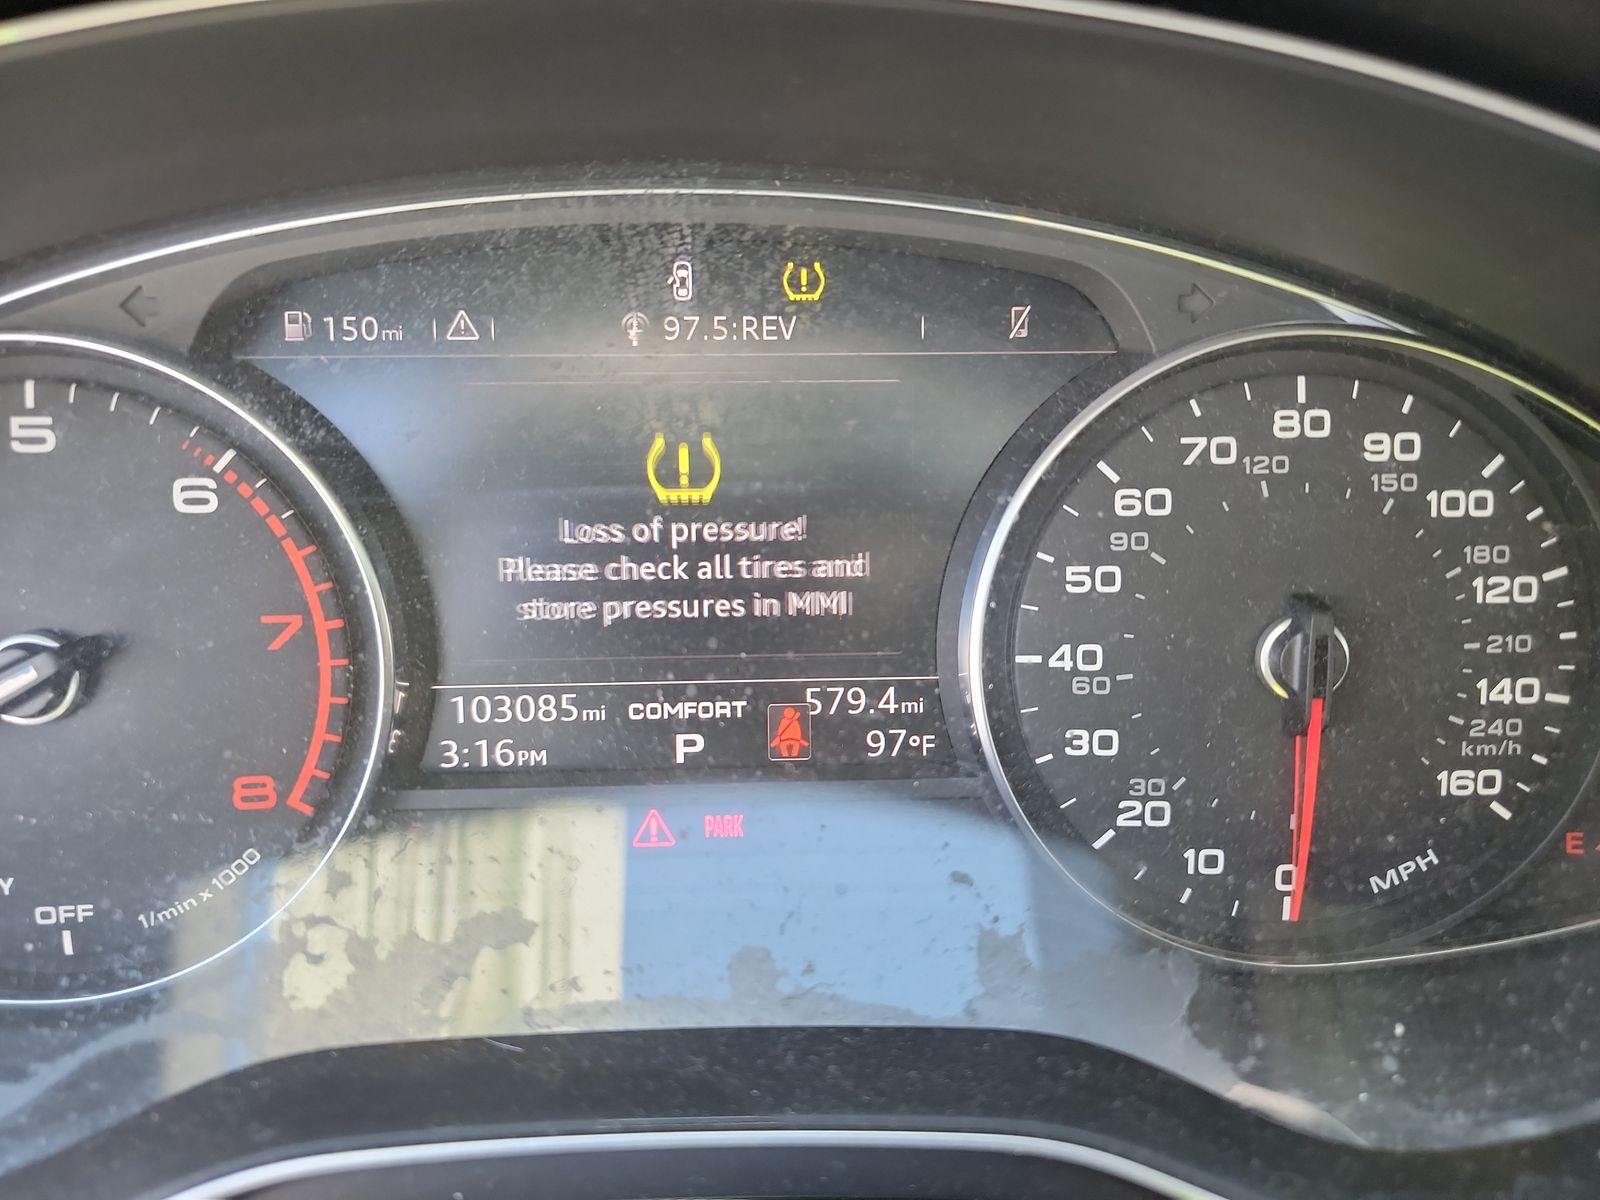 150mi
97.5:REV
Loss of pressure!
Please check all tires and
store pressures in MMI
103085mi COMFORT 579.4mi
3:16PM P 97°F
PARK
5
6
7
8
1/min x 1000
Y
OFF
0
10
20
30
40
50
60
70
80
90
100
120
140
160
MPH
30
60
90
120
150
180
210
240
km/h
E